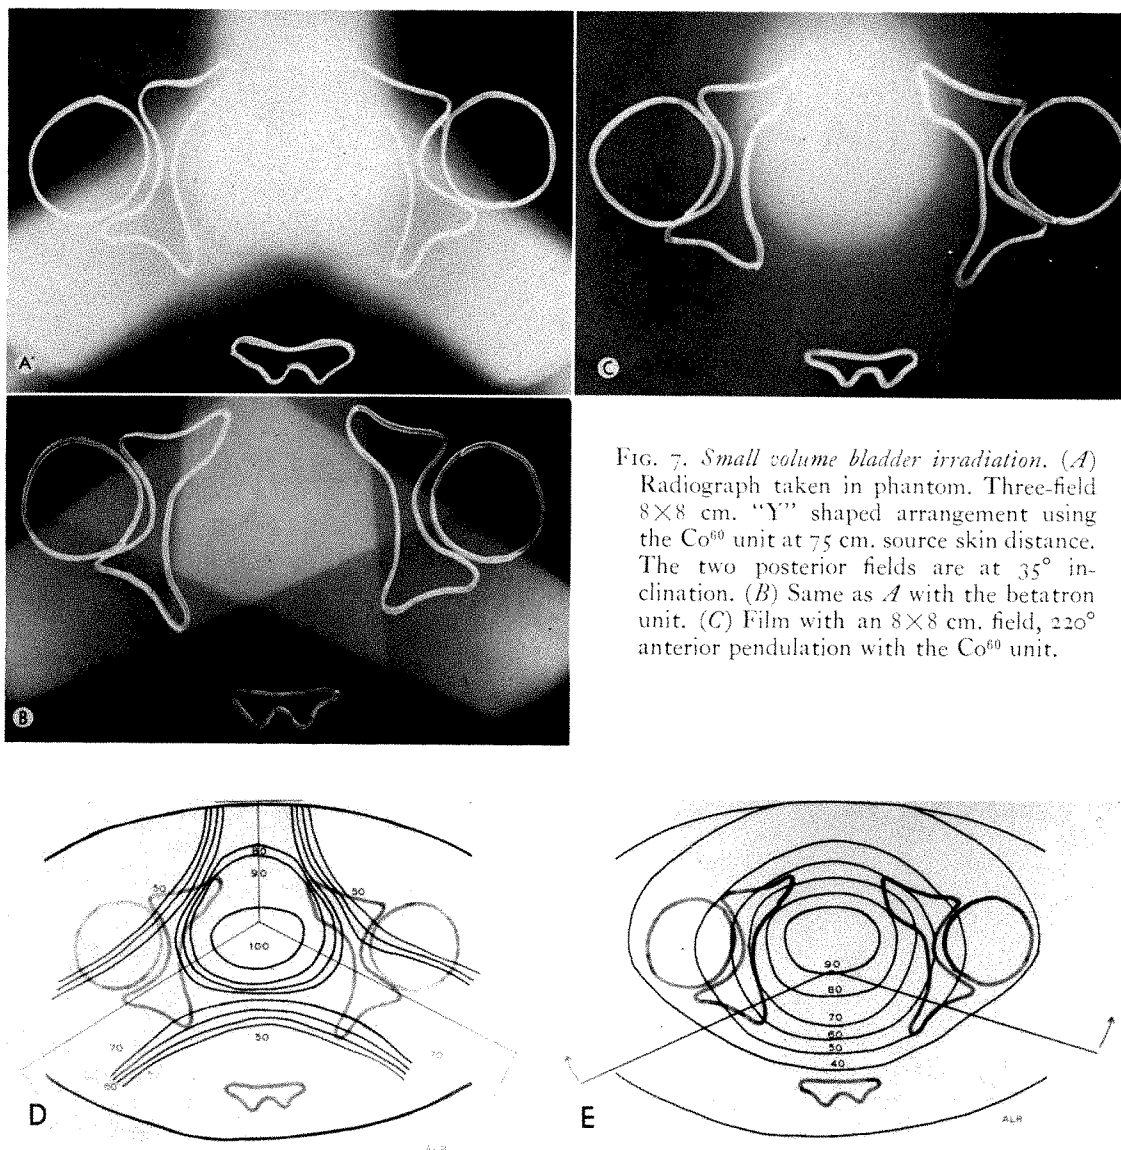 A
C
B
FIG. 7. Small volume bladder irradiation. (A)
Radiograph taken in phantom. Three-field
8×8 cm. "Y" shaped arrangement using
the Co⁶⁰ unit at 75 cm. source skin distance.
The two posterior fields are at 35° in-
clination. (B) Same as A with the betatron
unit. (C) Film with an 8×8 cm. field, 220°
anterior pendulation with the Co⁶⁰ unit.
80
90
50
50
100
70
50
70
D
ALR
90
80
70
60
50
40
E
ALR